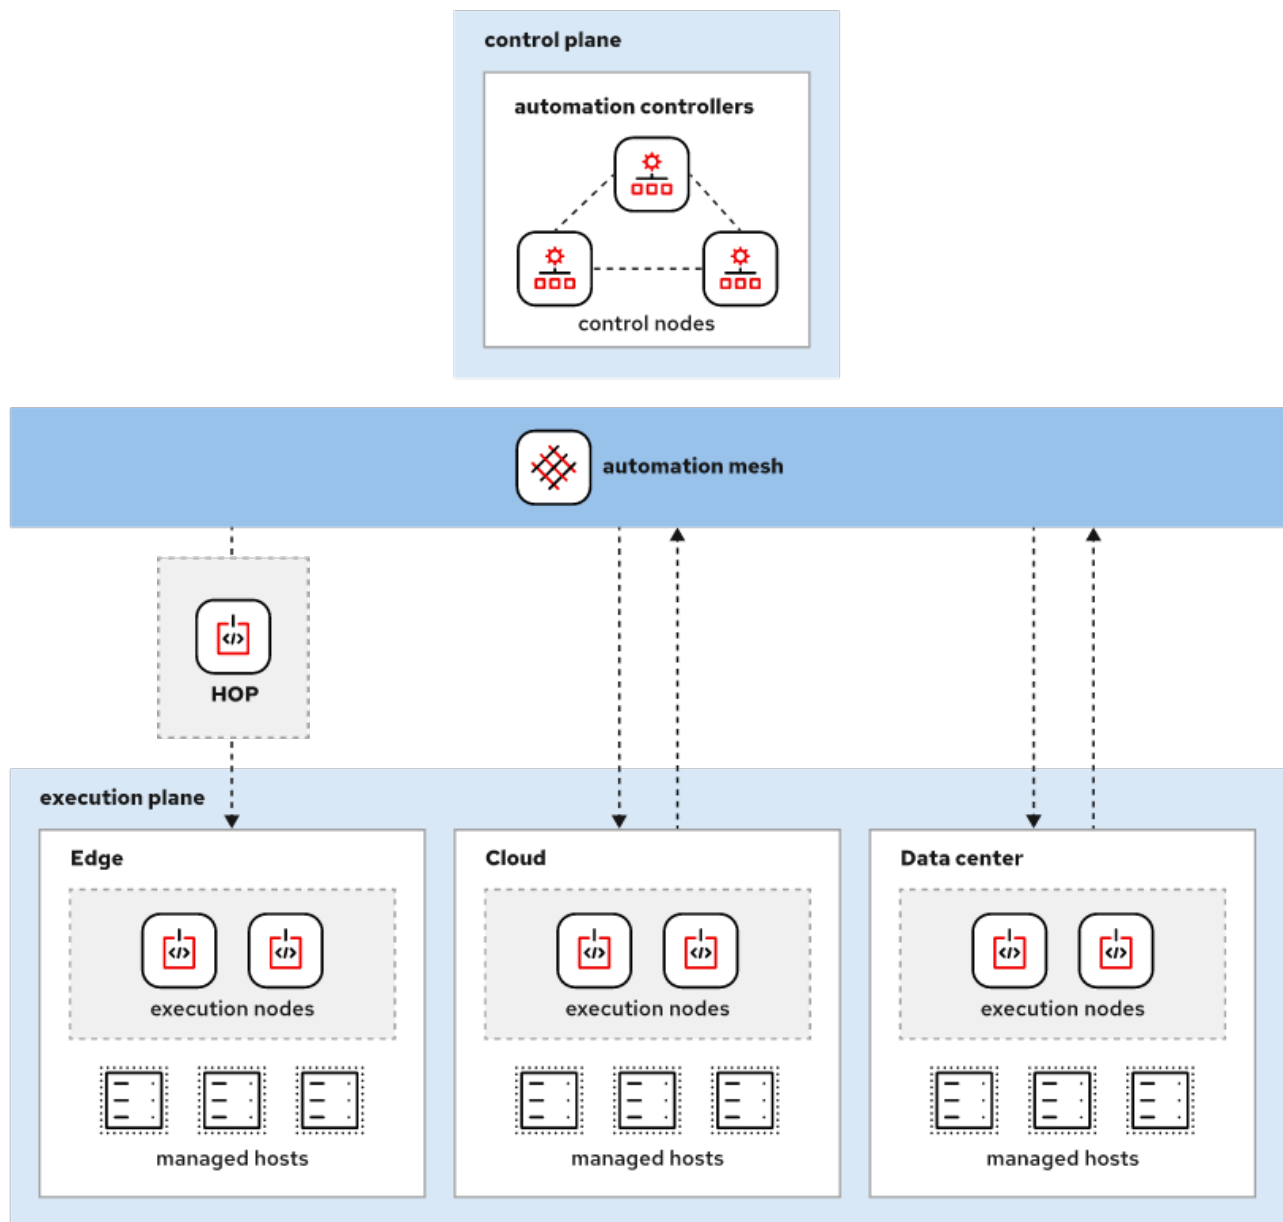 control plane
automation controllers
control nodes
automation mesh
HOP
execution plane
Edge
</>
</>
execution nodes
managed hosts
Cloud
</>
</>
execution nodes
managed hosts
Data center
</>
</>
execution nodes
managed hosts